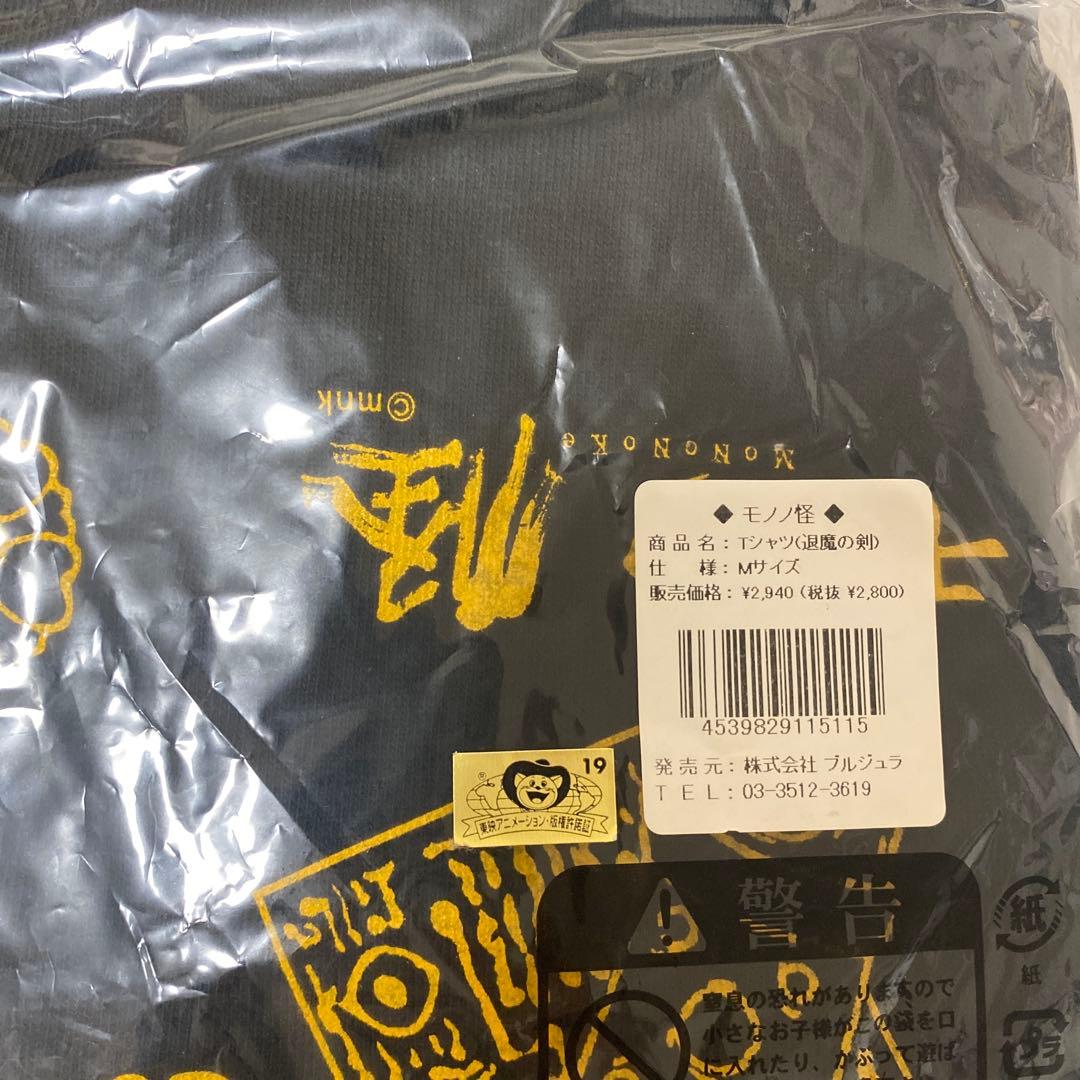 ©mnk
怪
MoNoNoKe
◆ モノノ怪 ◆
商品名：Tシャツ(退魔の剣)
仕　様：Mサイズ
販売価格：¥2,940（税抜 ¥2,800）
4539829115115
発売元：株式会社 ブルジュラ
TEL：03-3512-3619
® 19
東映アニメーション・版権許諾証
警告
窒息の恐れがありますので
小さなお子様がこの袋を口
に入れたり、かぶって遊ば
紙
紙
プラ